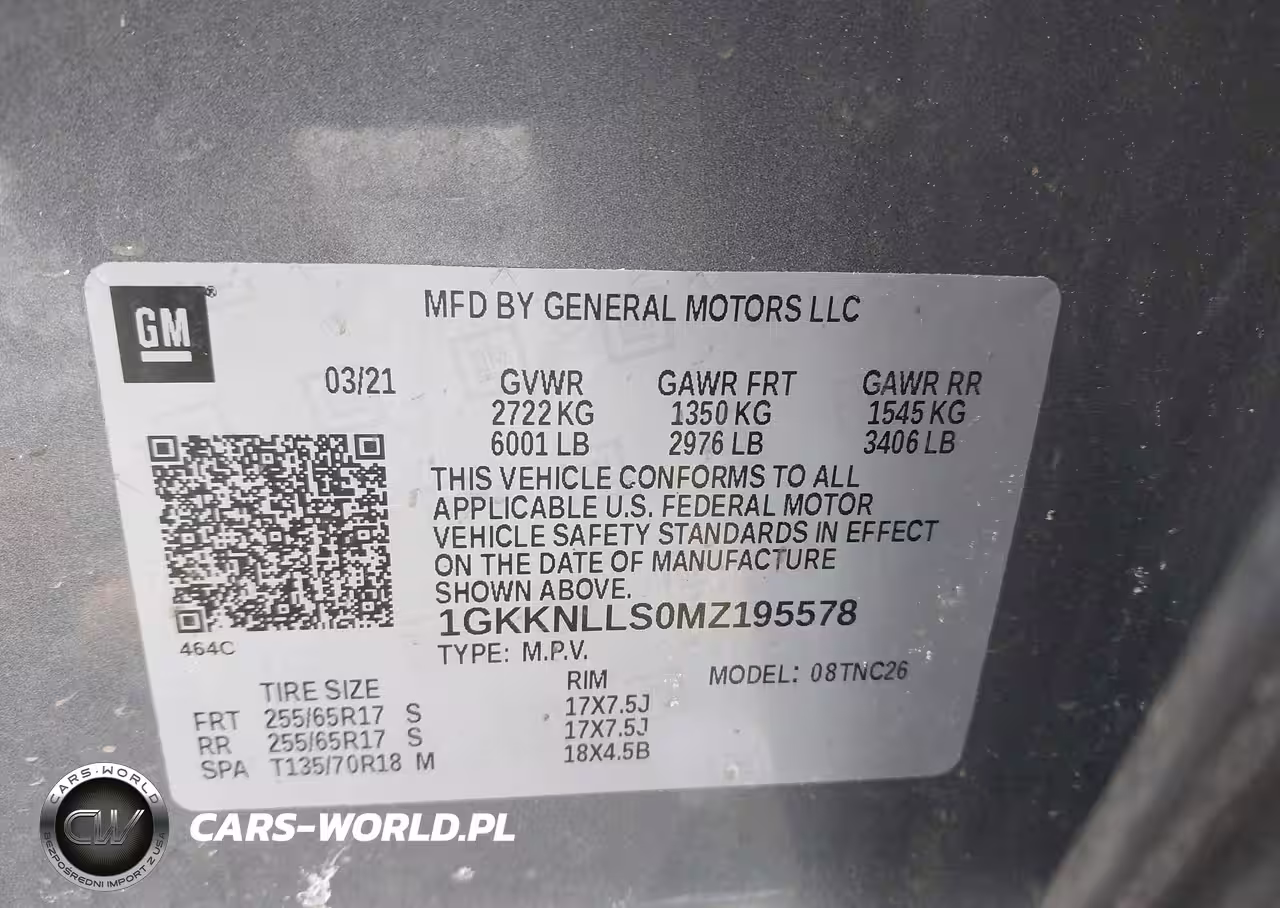 GM
MFD BY GENERAL MOTORS LLC
03/21 GVWR GAWR FRT GAWR RR
2722 KG 1350 KG 1545 KG
6001 LB 2976 LB 3406 LB
THIS VEHICLE CONFORMS TO ALL
APPLICABLE U.S. FEDERAL MOTOR
VEHICLE SAFETY STANDARDS IN EFFECT
ON THE DATE OF MANUFACTURE
SHOWN ABOVE.
1GKKNLLS0MZ195578
464C
TYPE: M.P.V.
MODEL: 08TNC26
TIRE SIZE RIM
FRT 255/65R17 S 17X7.5J
RR 255/65R17 S 17X7.5J
SPA T135/70R18 M 18X4.5B
CARS-WORLD
CW
BEZPOŚREDNI IMPORT Z USA
CARS-WORLD.PL